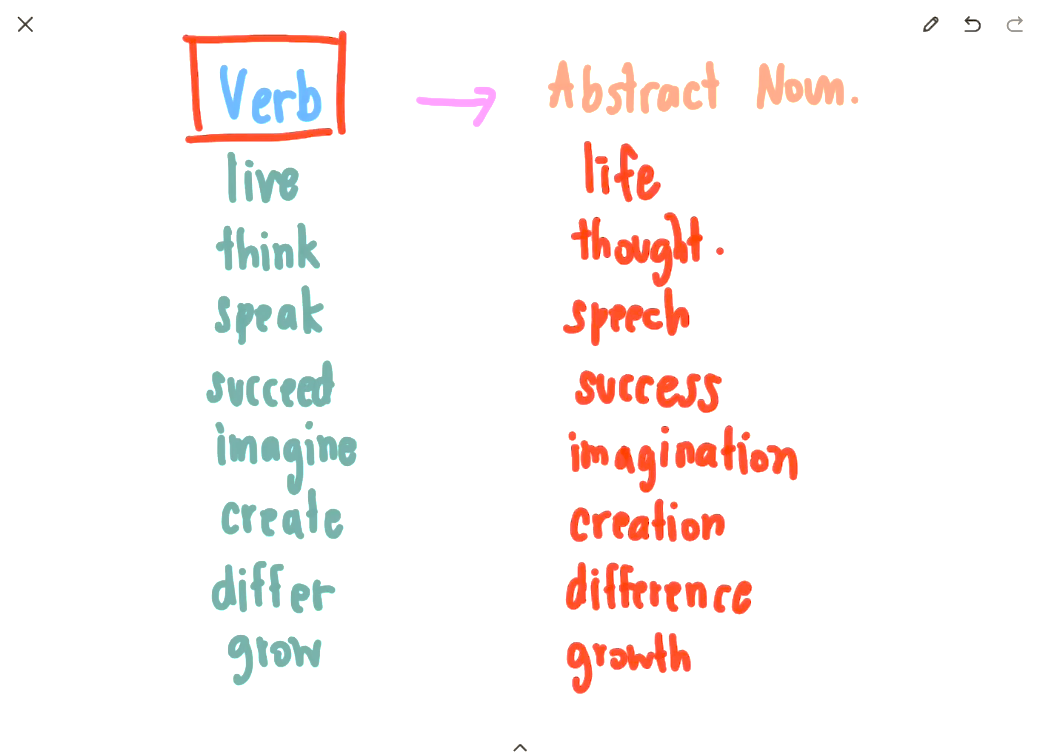 Verb → Abstract Noun.
live life
think thought.
speak speech
succeed success
imagine imagination
create creation
differ difference
grow growth